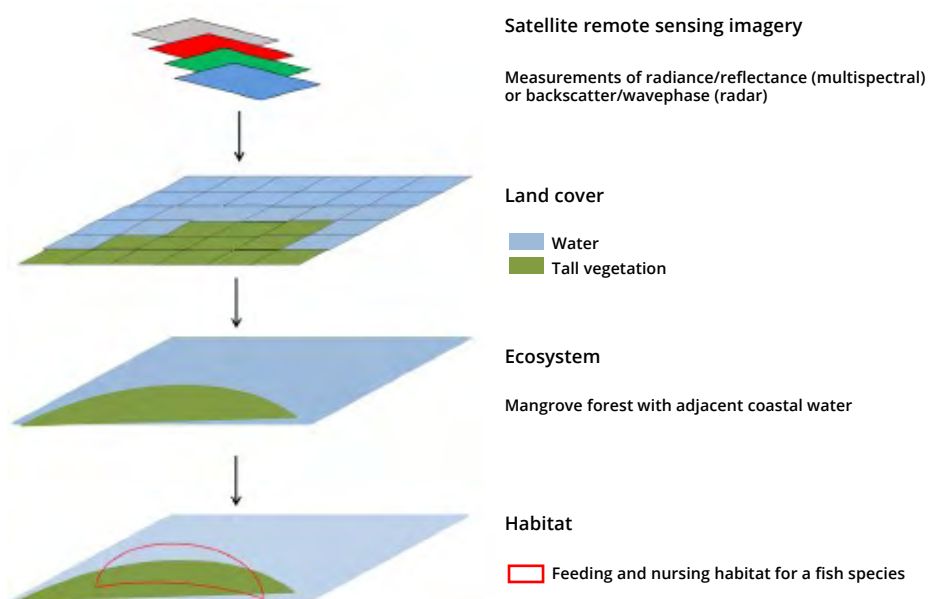 Satellite remote sensing imagery
Measurements of radiance/reflectance (multispectral)
or backscatter/wavephase (radar)
Land cover
Water
Tall vegetation
Ecosystem
Mangrove forest with adjacent coastal water
Habitat
Feeding and nursing habitat for a fish species